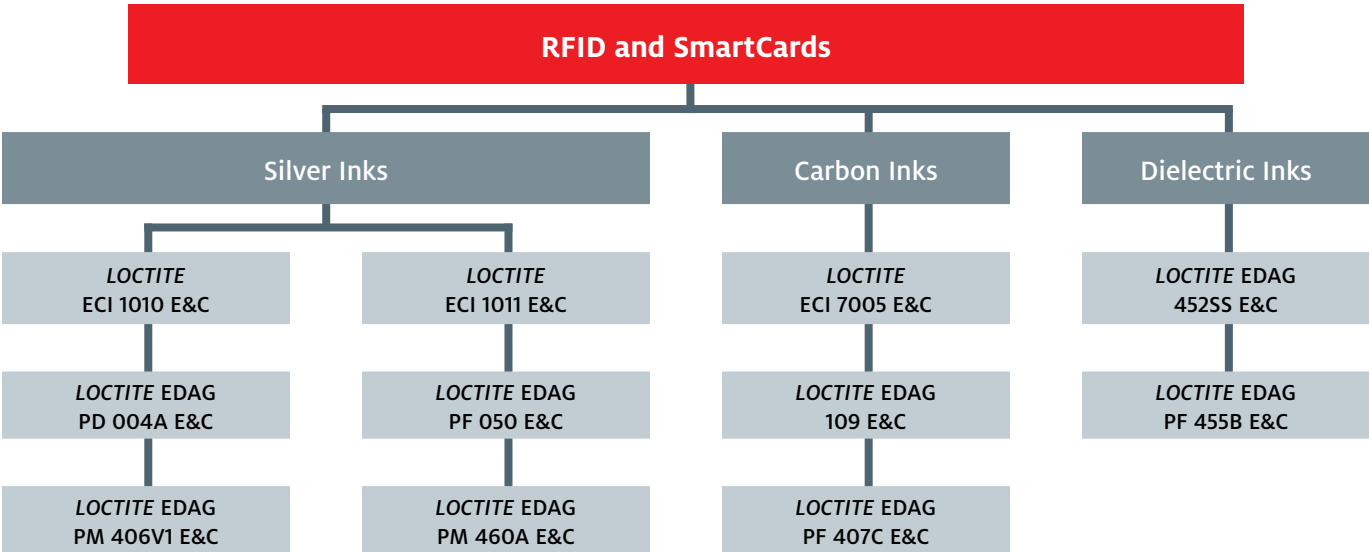 RFID and SmartCards
Silver Inks
Carbon Inks
Dielectric Inks
LOCTITE
ECI 1010 E&C
LOCTITE
ECI 1011 E&C
LOCTITE
ECI 7005 E&C
LOCTITE EDAG
452SS E&C
LOCTITE EDAG
PD 004A E&C
LOCTITE EDAG
PF 050 E&C
LOCTITE EDAG
109 E&C
LOCTITE EDAG
PF 455B E&C
LOCTITE EDAG
PM 406V1 E&C
LOCTITE EDAG
PM 460A E&C
LOCTITE EDAG
PF 407C E&C